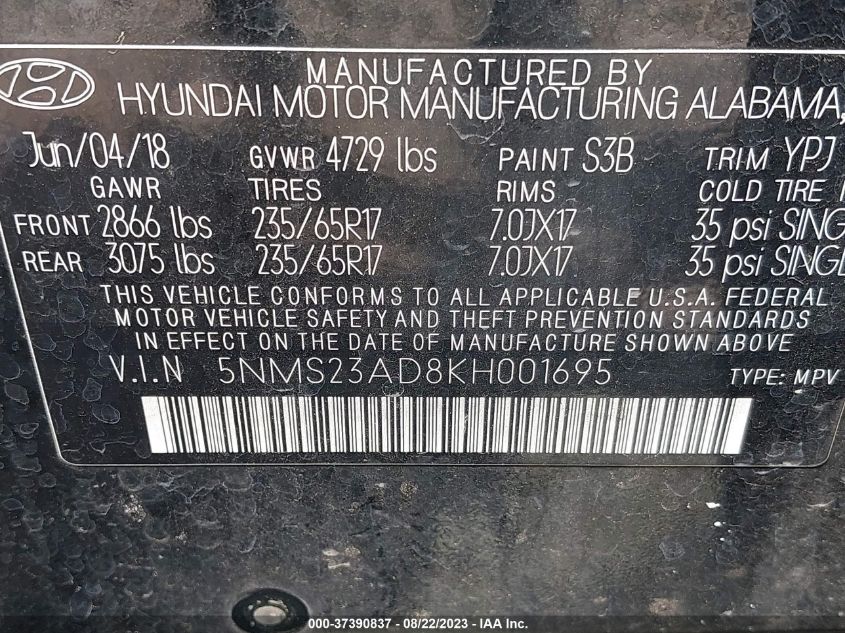 MANUFACTURED BY
HYUNDAI MOTOR MANUFACTURING ALABAMA,
Jun/04/18 GVWR 4729 lbs PAINT S3B TRIM YPJ
GAWR TIRES RIMS COLD TIRE
FRONT 2866 lbs 235/65R17 7.0JX17 35 psi SING
REAR 3075 lbs 235/65R17 7.0JX17 35 psi SINGL
THIS VEHICLE CONFORMS TO ALL APPLICABLE U.S.A. FEDERAL
MOTOR VEHICLE SAFETY AND THEFT PREVENTION STANDARDS
IN EFFECT ON THE DATE OF MANUFACTURE SHOWN ABOVE
V.I.N 5NMS23AD8KH001695 TYPE: MPV
000-37390837 - 08/22/2023 - IAA Inc.